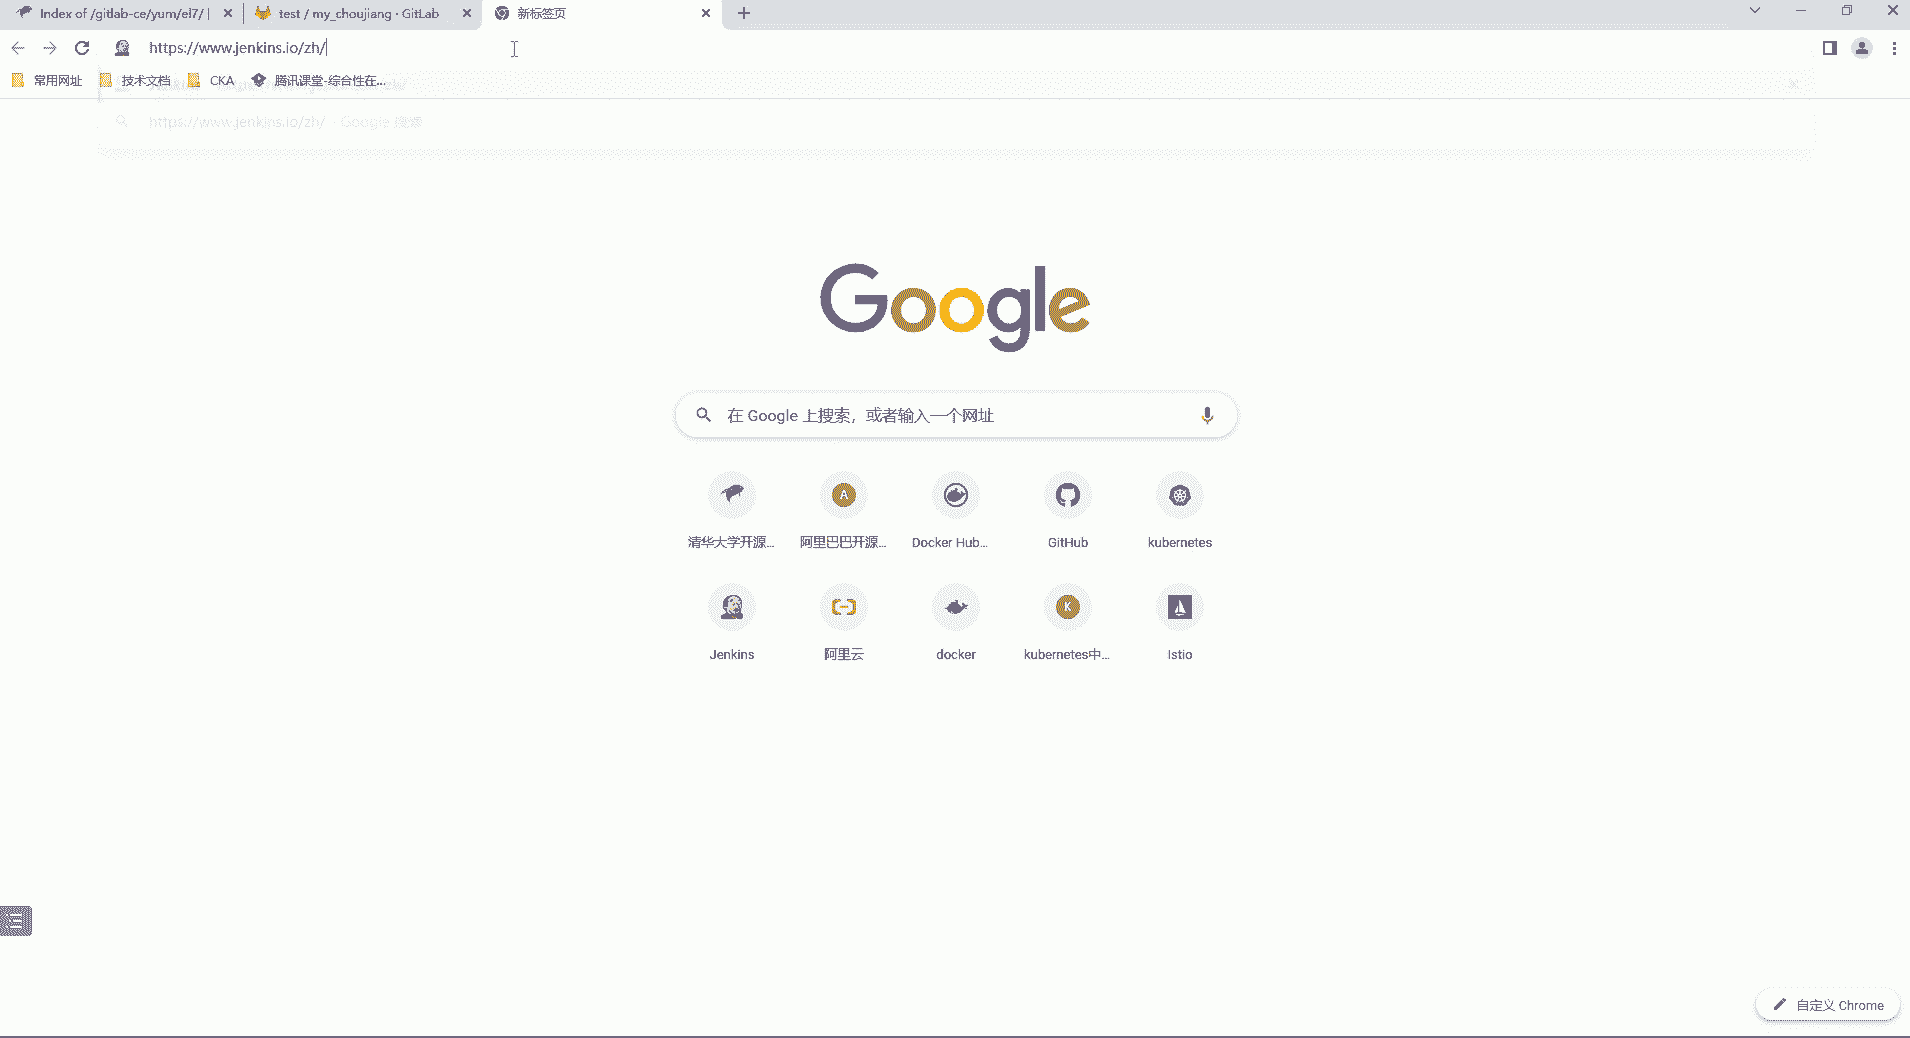 Index of /gitlab-ce/yum/el7/ |
test / my_choujiang · GitLab
新标签页
https://www.jenkins.io/zh/
常用网址
技术文档
CKA
腾讯课堂-综合性在...
https://www.jenkins.io/zh/ - Google 搜索
Google
在 Google 上搜索，或者输入一个网址
清华大学开源...
阿里巴巴开源...
Docker Hub...
GitHub
kubernetes
Jenkins
阿里云
docker
kubernetes中...
Istio
自定义 Chrome